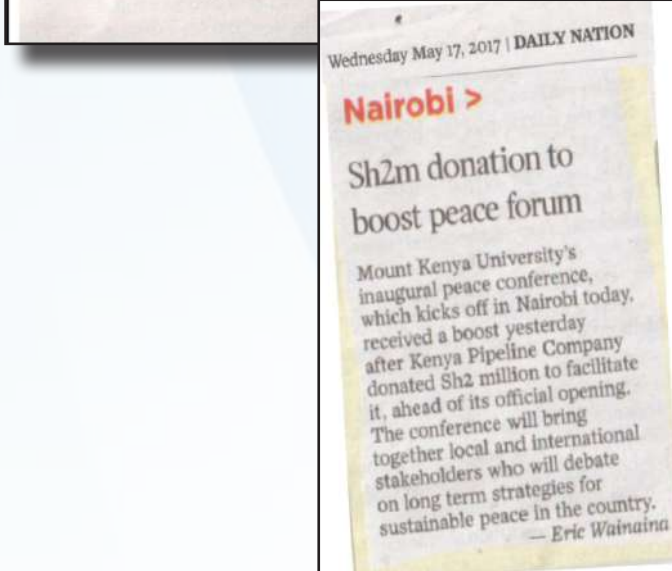 Wednesday May 17, 2017 | DAILY NATION
Nairobi >
Sh2m donation to
boost peace forum
Mount Kenya University's
inaugural peace conference,
which kicks off in Nairobi today,
received a boost yesterday
after Kenya Pipeline Company
donated Sh2 million to facilitate
it, ahead of its official opening.
The conference will bring
together local and international
stakeholders who will debate
on long term strategies for
sustainable peace in the country.
— Eric Wainaina